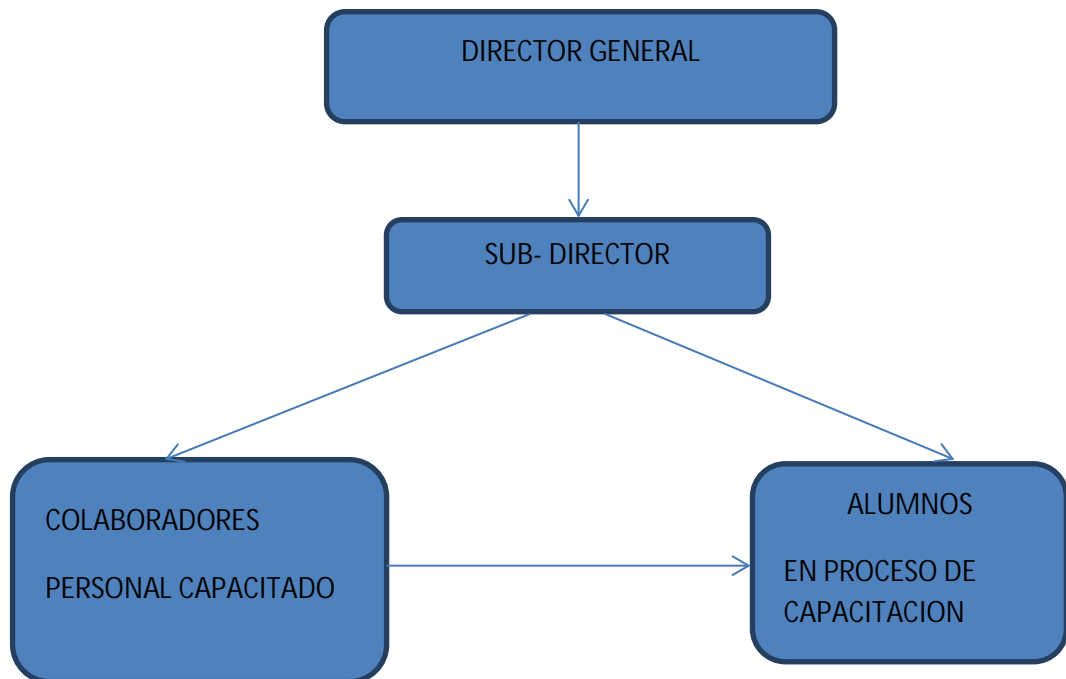 DIRECTOR GENERAL
SUB- DIRECTOR
COLABORADORES
PERSONAL CAPACITADO
ALUMNOS
EN PROCESO DE
CAPACITACION